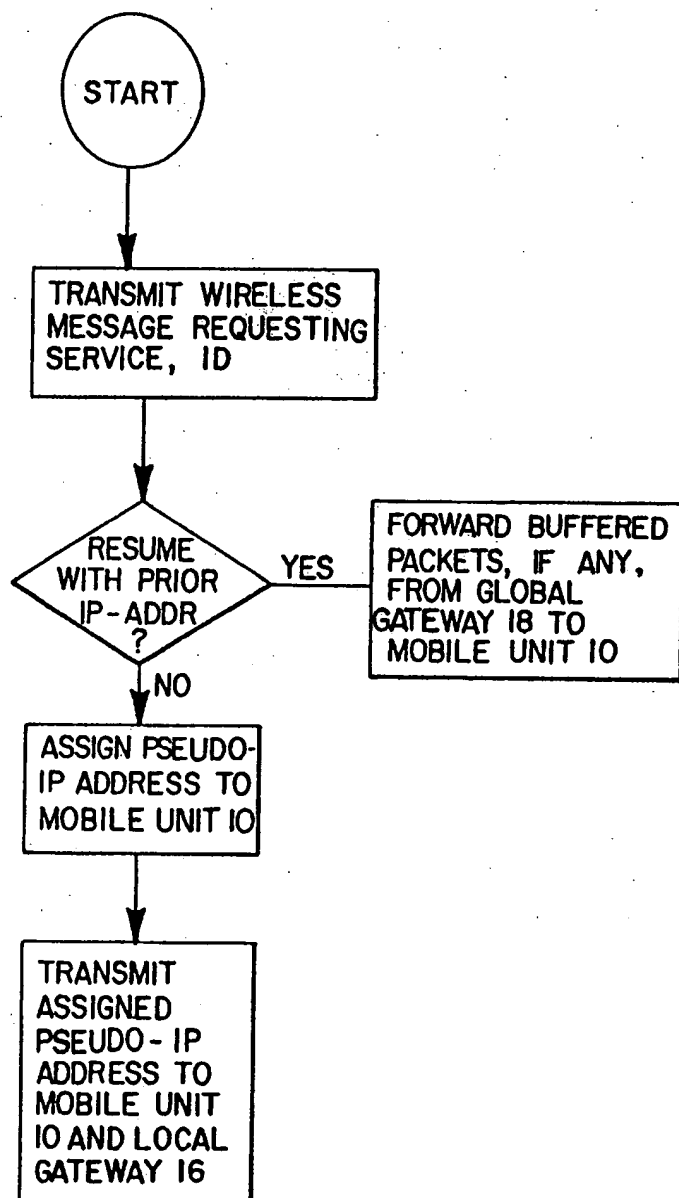 START
TRANSMIT WIRELESS
MESSAGE REQUESTING
SERVICE, ID
RESUME
WITH PRIOR
IP-ADDR
?
YES
FORWARD BUFFERED
PACKETS, IF ANY,
FROM GLOBAL
GATEWAY 18 TO
MOBILE UNIT 10
NO
ASSIGN PSEUDO-
IP ADDRESS TO
MOBILE UNIT 10
TRANSMIT
ASSIGNED
PSEUDO-IP
ADDRESS TO
MOBILE UNIT
10 AND LOCAL
GATEWAY 16